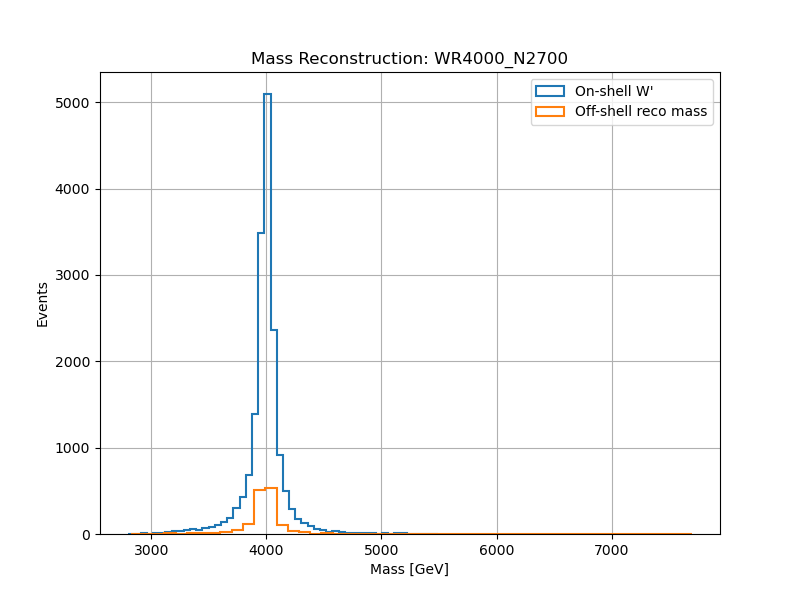 Mass Reconstruction: WR4000_N2700
On-shell W'
Off-shell reco mass
5000
4000
3000
2000
1000
0
Events
3000 4000 5000 6000 7000
Mass [GeV]